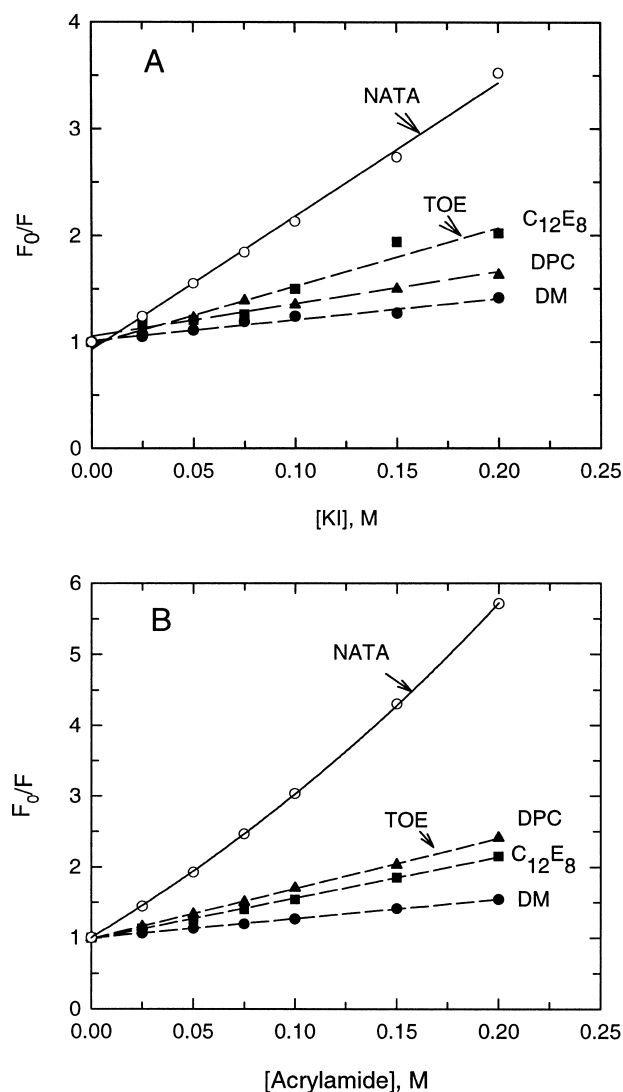 A
4
3
2
1
0
F0/F
NATA
TOE
C12E8
DPC
DM
0.00 0.05 0.10 0.15 0.20 0.25
[KI], M
B
6
5
4
3
2
1
0
F0/F
NATA
TOE
DPC
C12E8
DM
0.00 0.05 0.10 0.15 0.20 0.25
[Acrylamide], M